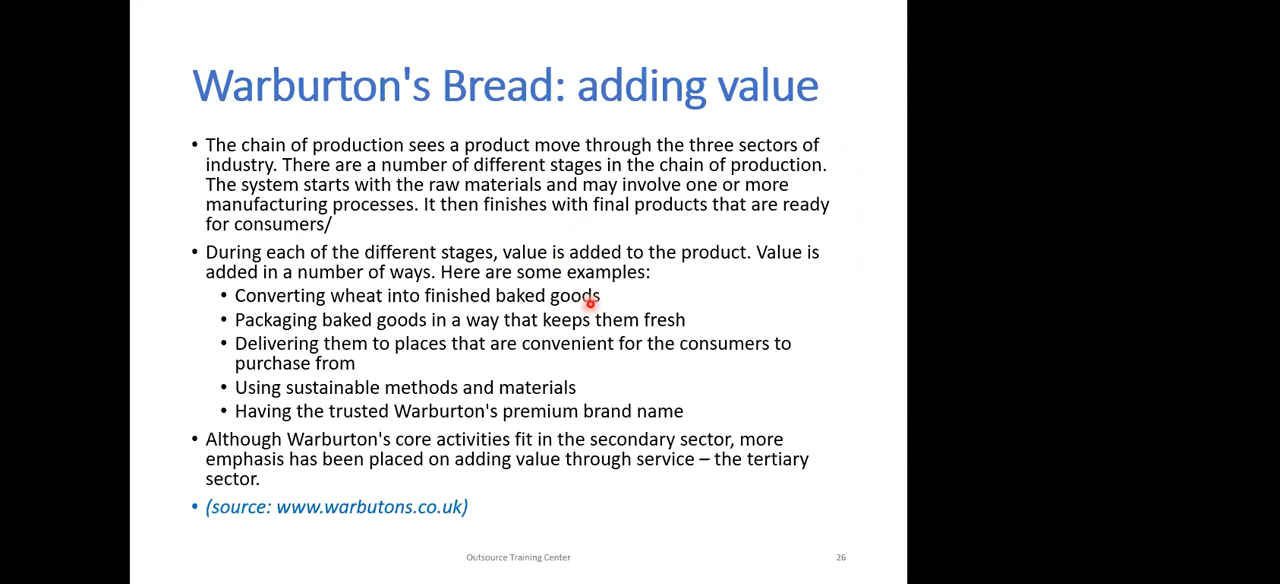 Warburton's Bread: adding value
• The chain of production sees a product move through the three sectors of
industry. There are a number of different stages in the chain of production.
The system starts with the raw materials and may involve one or more
manufacturing processes. It then finishes with final products that are ready
for consumers/
• During each of the different stages, value is added to the product. Value is
added in a number of ways. Here are some examples:
• Converting wheat into finished baked goods
• Packaging baked goods in a way that keeps them fresh
• Delivering them to places that are convenient for the consumers to
purchase from
• Using sustainable methods and materials
• Having the trusted Warburton's premium brand name
• Although Warburton's core activities fit in the secondary sector, more
emphasis has been placed on adding value through service – the tertiary
sector.
• (source: www.warbutons.co.uk)
Outsource Training Center
26